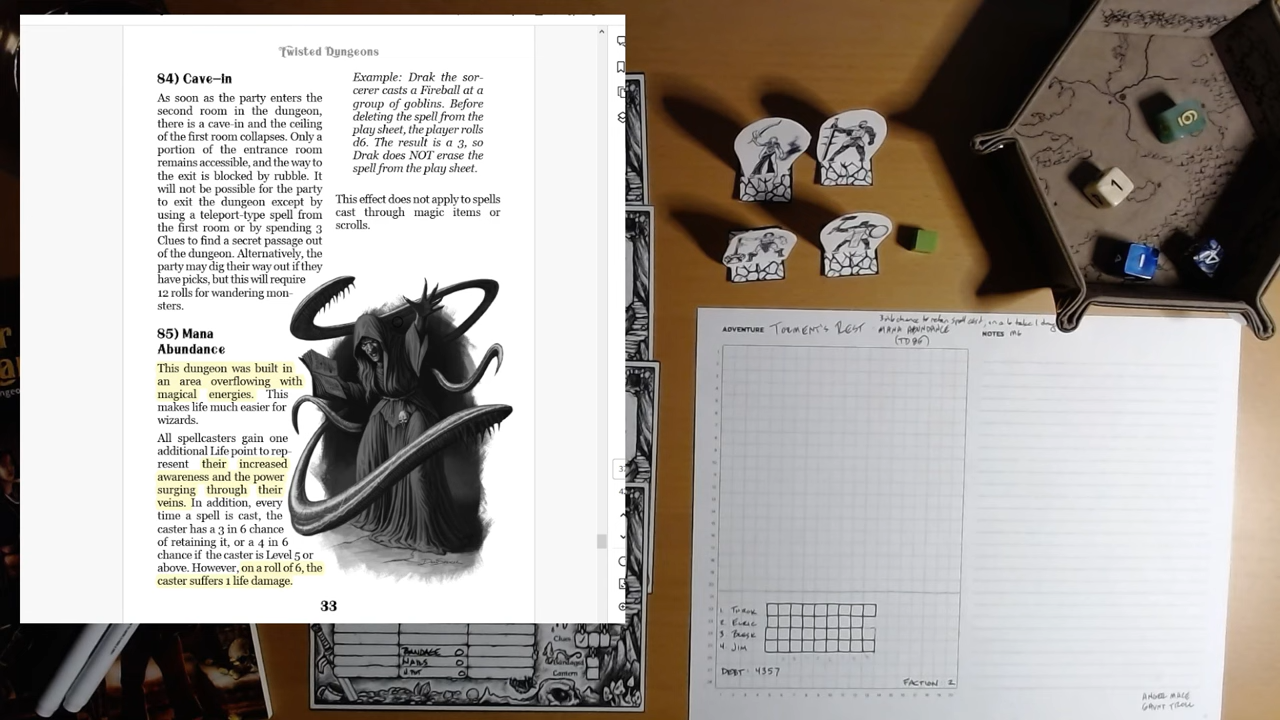 Twisted Dungeons
84) Cave-in
As soon as the party enters the
second room in the dungeon,
there is a cave-in and the ceiling
of the first room collapses. Only a
portion of the entrance room
remains accessible, and the way to
the exit is blocked by rubble. It
will not be possible for the party
to exit the dungeon except by
using a teleport-type spell from
the first room or by spending 3
Clues to find a secret passage out
of the dungeon. Alternatively, the
party may dig their way out if they
have picks, but this will require
12 rolls for wandering mon-
sters.
85) Mana
Abundance
This dungeon was built in
an area overflowing with
magical energies. This
makes life much easier for
wizards.
All spellcasters gain one
additional Life point to rep-
resent their increased
awareness and the power
surging through their
veins. In addition, every
time a spell is cast, the
caster has a 3 in 6 chance
of retaining it, or a 4 in 6
chance if the caster is Level 5 or
above. However, on a roll of 6, the
caster suffers 1 life damage.
Example: Drak the sor-
cerer casts a Fireball at a
group of goblins. Before
deleting the spell from the
play sheet, the player rolls
d6. The result is a 3, so
Drak does NOT erase the
spell from the play sheet.
This effect does not apply to spells
cast through magic items or
scrolls.
33
BANDAGE 0
NAILS 0
Lantern
6
1
1
ADVENTURE TORMENT'S REST
MANA ABUNDANCE
(TD 86)
NOTES
2
3
4 JIM
DEBT: 4357
FACTION 2
ANGER MACE
GAUNT TROLL